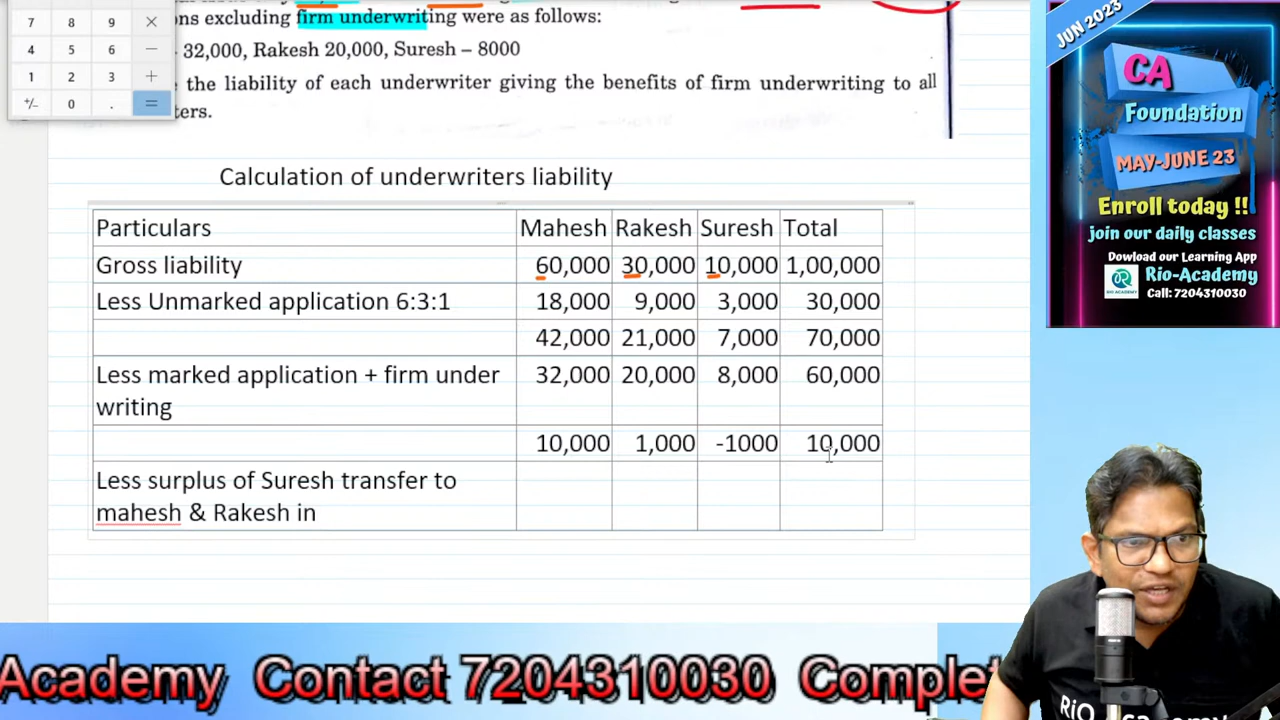 7 8 9 ×
ons excluding firm underwriting were as follows:
4 5 6 −
32,000, Rakesh 20,000, Suresh – 8000
1 2 3 +
the liability of each underwriter giving the benefits of firm underwriting to all
+/- 0 . =
ters.
Calculation of underwriters liability
Particulars Mahesh Rakesh Suresh Total
Gross liability 60,000 30,000 10,000 1,00,000
Less Unmarked application 6:3:1 18,000 9,000 3,000 30,000
42,000 21,000 7,000 70,000
Less marked application + firm under 32,000 20,000 8,000 60,000
writing
10,000 1,000 -1000 10,000
Less surplus of Suresh transfer to
mahesh & Rakesh in
JUN 2023
CA
Foundation
MAY-JUNE 23
Enroll today !!
join our daily classes
Dowload our Learning App
RIO ACADEMY
Rio-Academy
Call: 7204310030
Academy Contact 7204310030 Complet
RiO